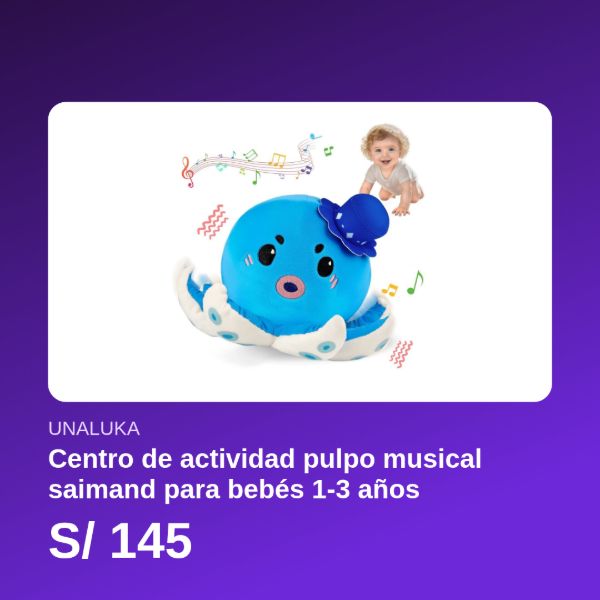 UNALUKA
Centro de actividad pulpo musical
saimand para bebés 1-3 años
S/ 145